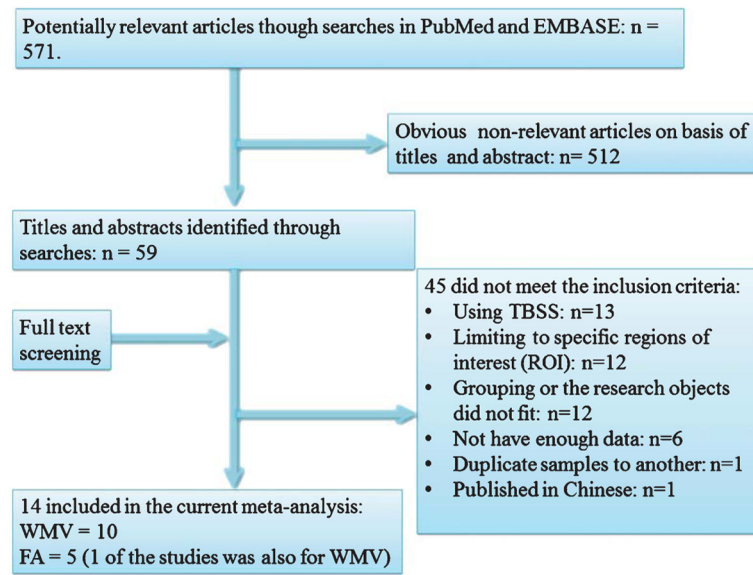 Potentially relevant articles though searches in PubMed and EMBASE: n =
571.
Obvious non-relevant articles on basis of
titles and abstract: n= 512
Titles and abstracts identified through
searches: n = 59
Full text
screening
45 did not meet the inclusion criteria:
• Using TBSS: n=13
• Limiting to specific regions of
interest (ROI): n=12
• Grouping or the research objects
did not fit: n=12
• Not have enough data: n=6
• Duplicate samples to another: n=1
• Published in Chinese: n=1
14 included in the current meta-analysis:
WMV = 10
FA = 5 (1 of the studies was also for WMV)